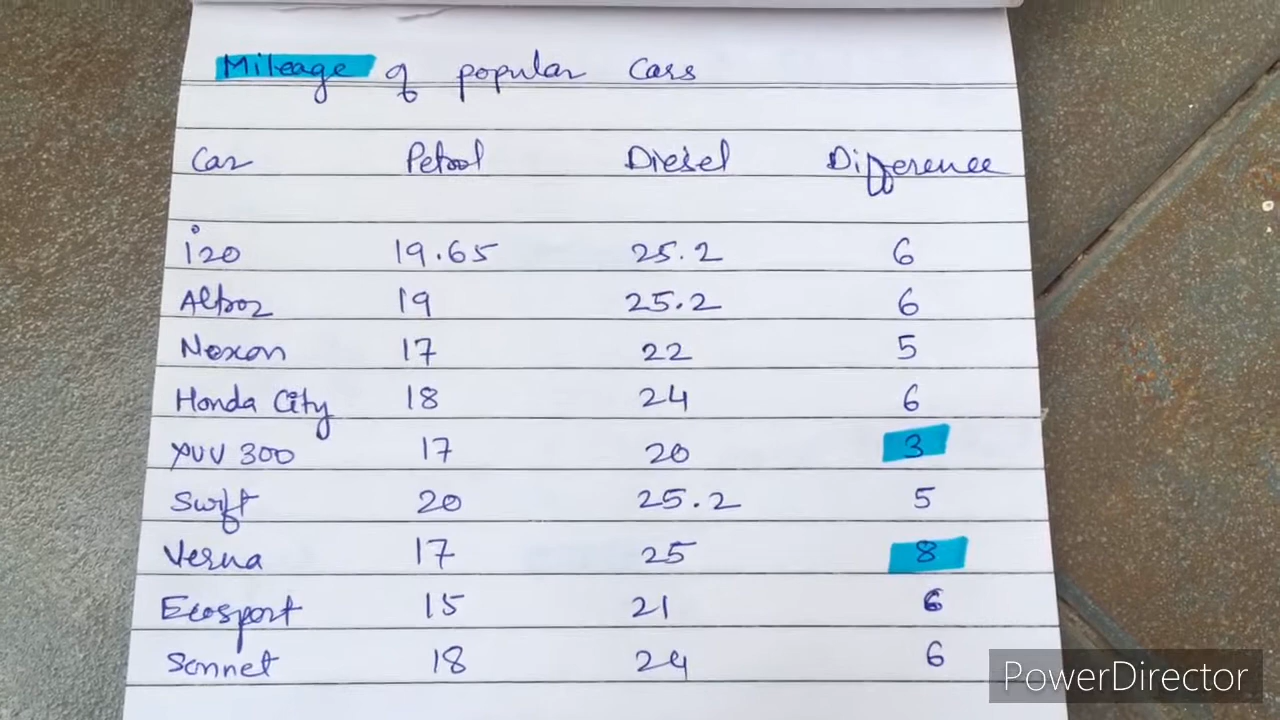 Mileage of popular Cars
Car Petrol Diesel Difference
i20 19.65 25.2 6
Altroz 19 25.2 6
Nexon 17 22 5
Honda City 18 24 6
XUV 300 17 20 3
Swift 20 25.2 5
Verna 17 25 8
Ecosport 15 21 6
Sonnet 18 24 6
PowerDirector